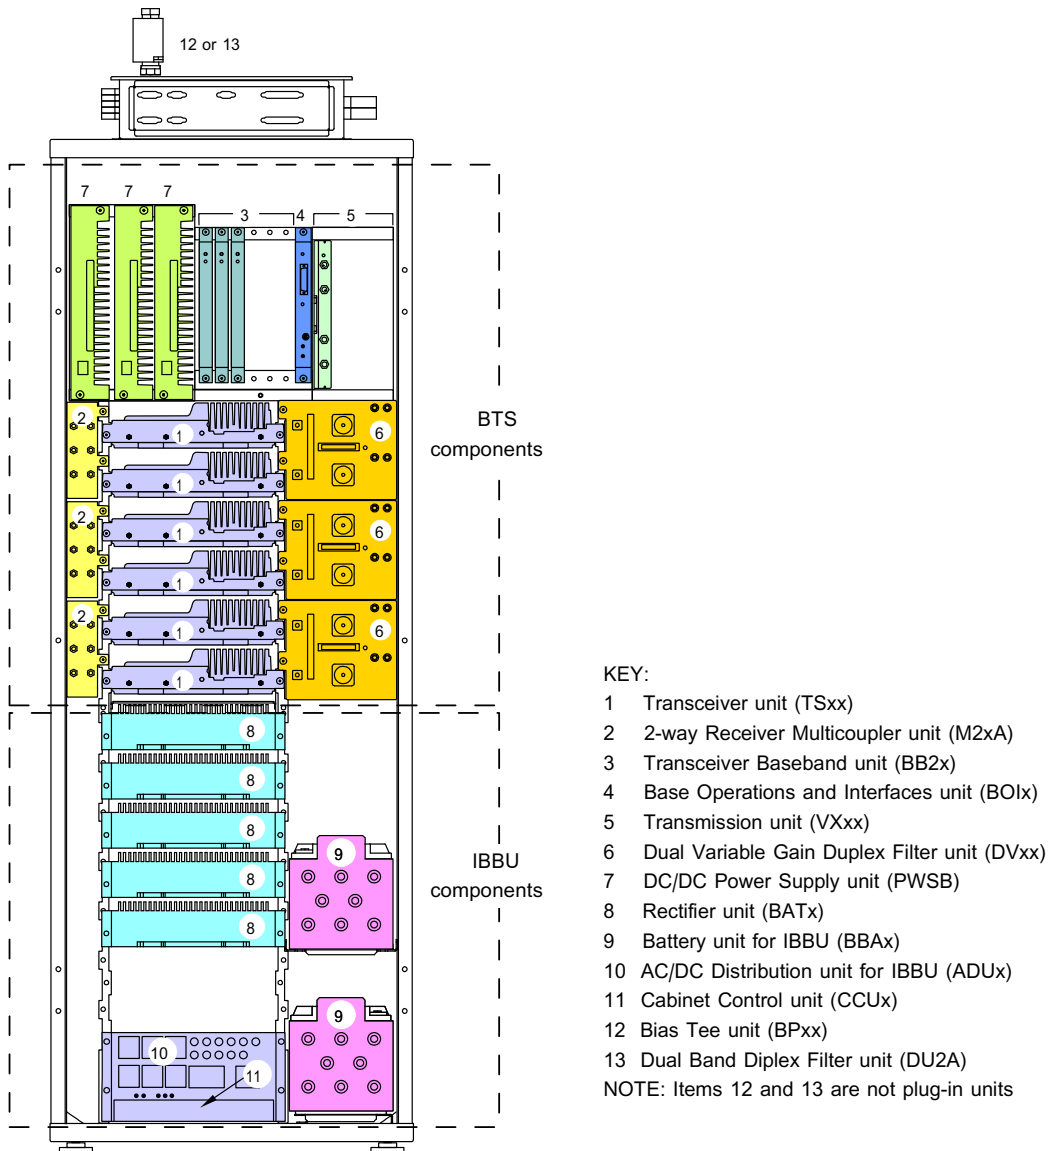 12 or 13
7 7 7
3 4 5
2 1 6
1
2 1 6
1
2 1 6
1
BTS
components
8
8
8
8
8
9
IBBU
components
9
10
11
KEY:
1 Transceiver unit (TSxx)
2 2-way Receiver Multicoupler unit (M2xA)
3 Transceiver Baseband unit (BB2x)
4 Base Operations and Interfaces unit (BOIx)
5 Transmission unit (VXxx)
6 Dual Variable Gain Duplex Filter unit (DVxx)
7 DC/DC Power Supply unit (PWSB)
8 Rectifier unit (BATx)
9 Battery unit for IBBU (BBAx)
10 AC/DC Distribution unit for IBBU (ADUx)
11 Cabinet Control unit (CCUx)
12 Bias Tee unit (BPxx)
13 Dual Band Diplex Filter unit (DU2A)
NOTE: Items 12 and 13 are not plug-in units